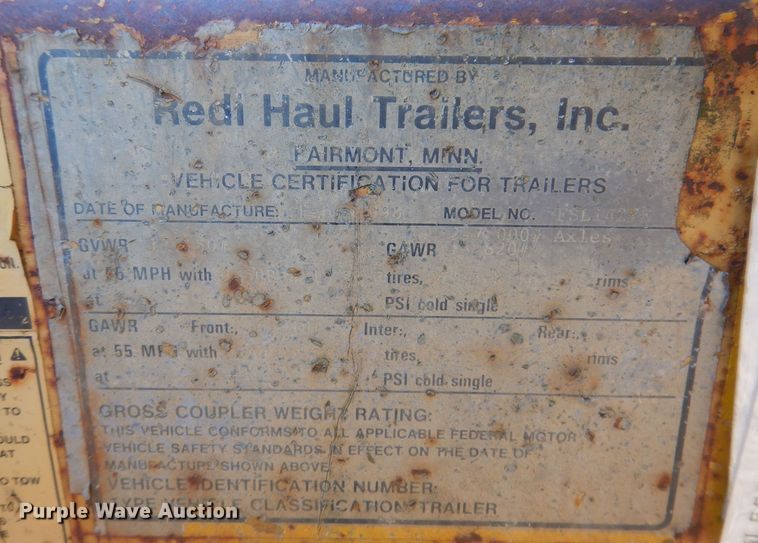 MANUFACTURED BY
Redi Haul Trailers, Inc.
FAIRMONT, MINN.
VEHICLE CERTIFICATION FOR TRAILERS
DATE OF MANUFACTURE: MODEL NO.
Axles
GVWR GAWR
at 55 MPH with tires, rims
at PSI cold single
GAWR Front:, Inter:, Rear:,
at 55 MPH with tires, rims
at PSI cold single
GROSS COUPLER WEIGHT RATING:
THIS VEHICLE CONFORMS TO ALL APPLICABLE FEDERAL MOTOR
VEHICLE SAFETY STANDARDS IN EFFECT ON THE DATE OF
MANUFACTURE SHOWN ABOVE
VEHICLE IDENTIFICATION NUMBER:
TYPE VEHICLE CLASSIFICATION: TRAILER
TO
AT
TO TOW
Purple Wave Auction